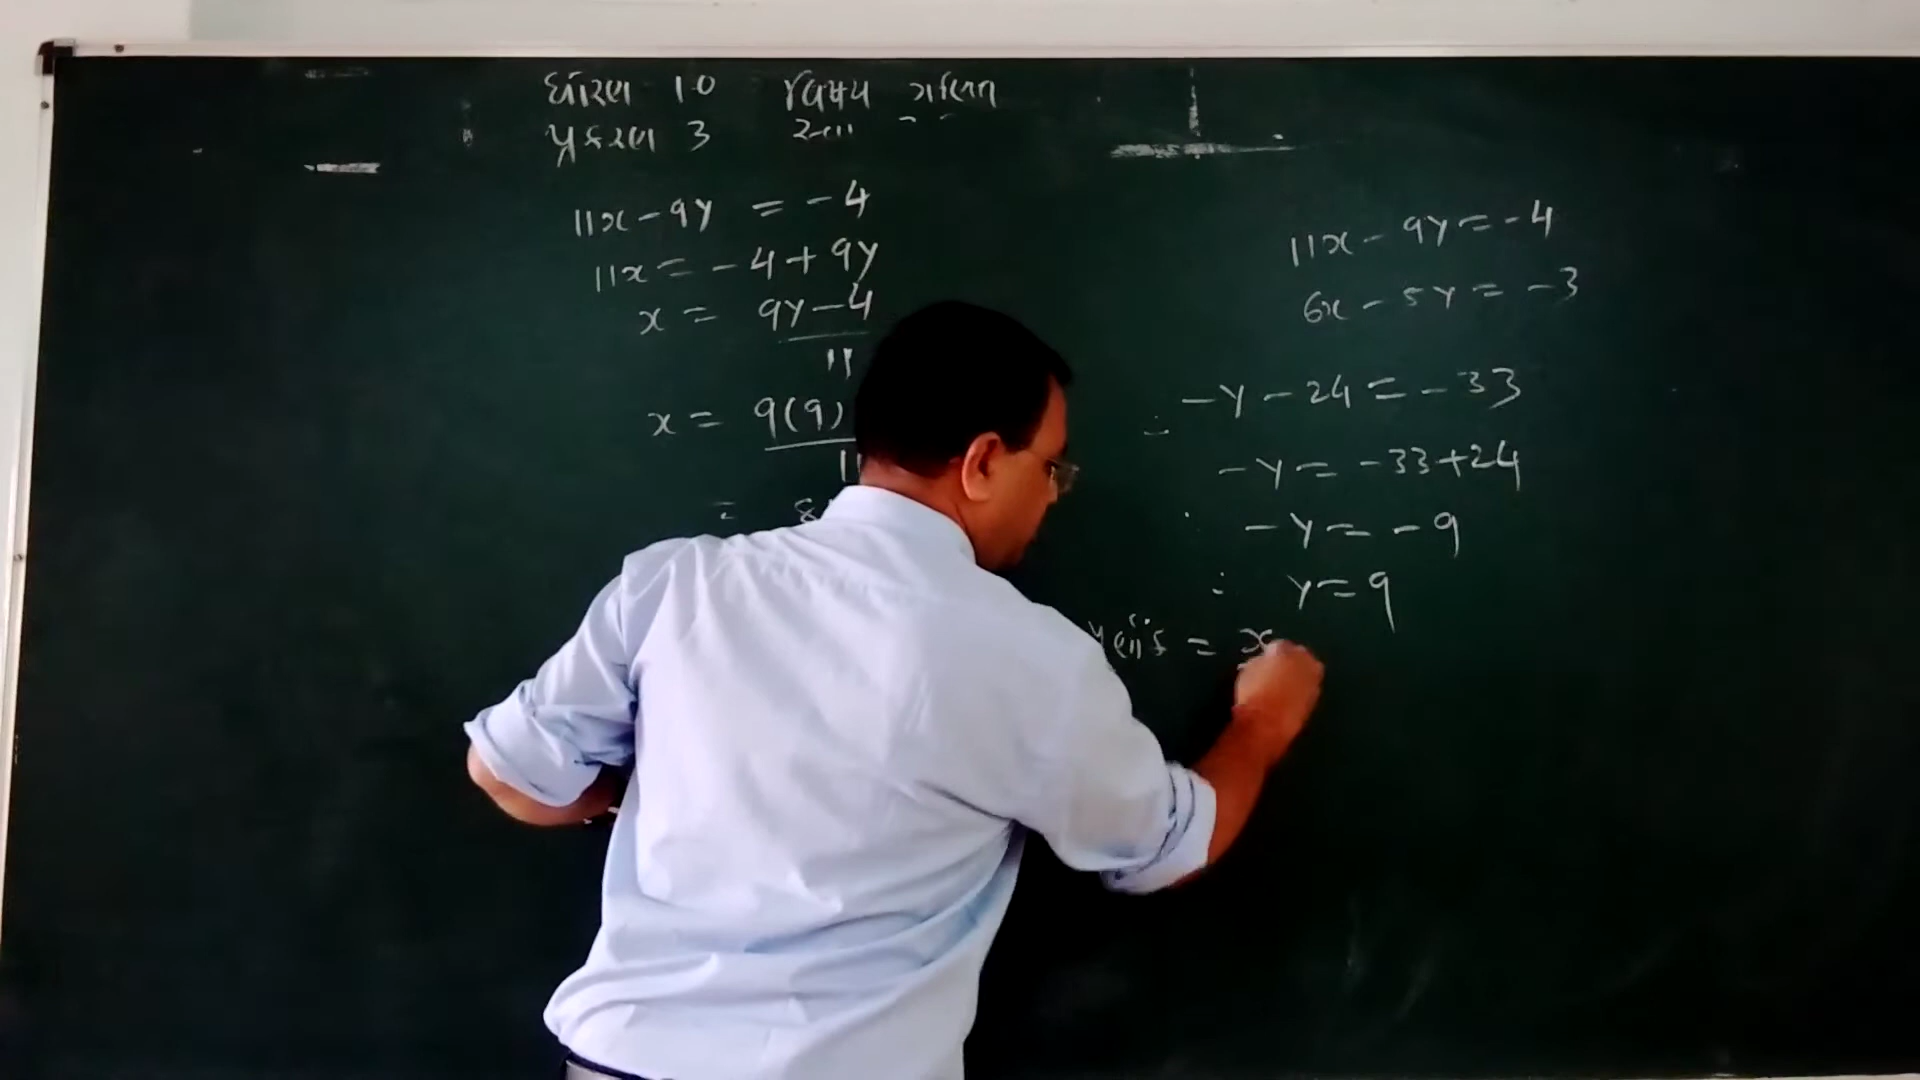 ધોરણ 10 વિષય ગણિત
પ્રકરણ 3
11x - 9y = -4
11x = -4 + 9y
x = 9y - 4
11
x = 9(9)
11
= 8
11x - 9y = -4
6x - 5y = -3
-y - 24 = -33
-y = -33 + 24
-y = -9
∴ y = 9
= x